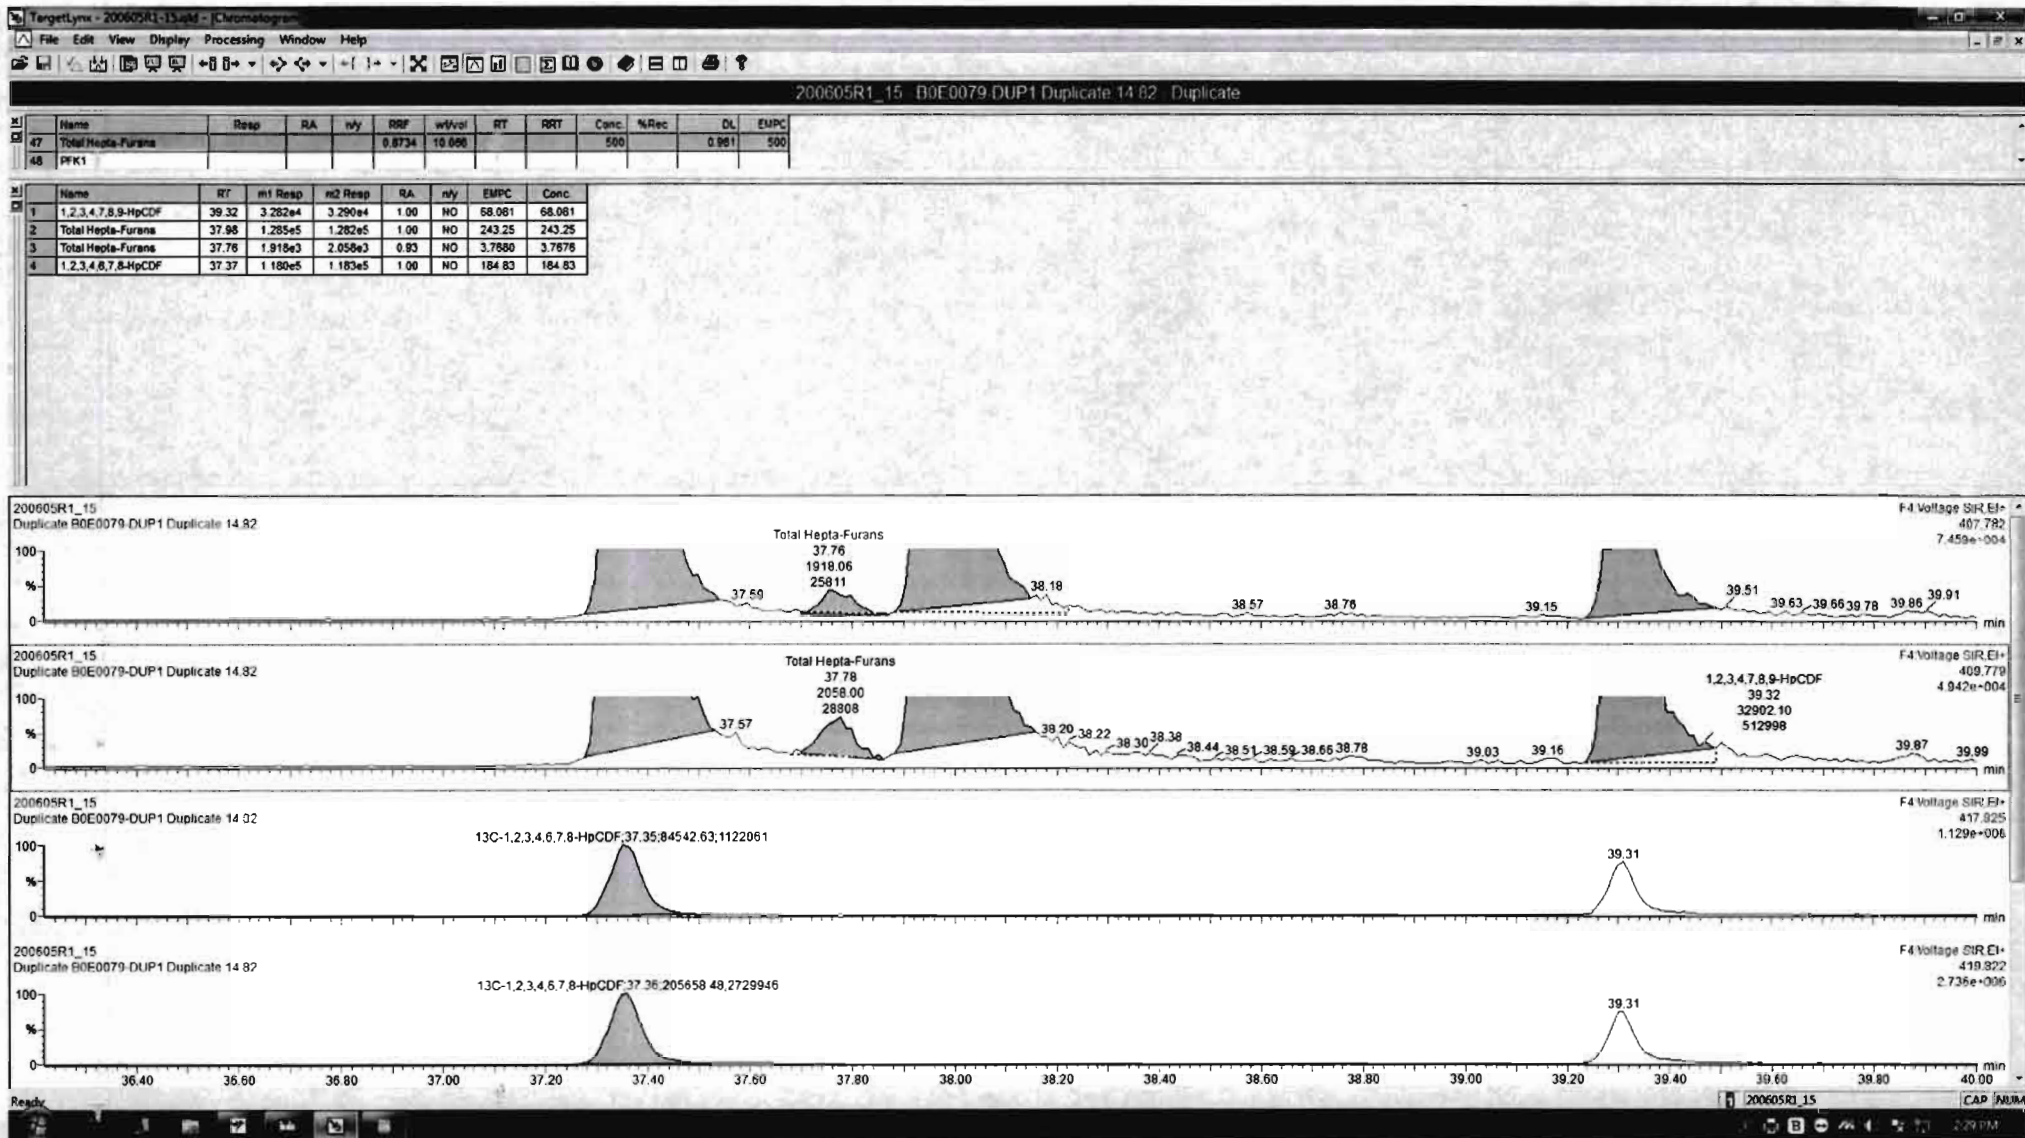 TargetLynx - 200605R1-15.qld - [Chromatogram
File Edit View Display Processing Window Help
200605R1_15 B0E0079-DUP1 Duplicate 14.82 Duplicate
Name Resp RA n/y RRF wt/vol RT RRT Conc. %Rec DL EMPC
47 Total Hepta-Furans 0.8734 10.066 500 0.961 500
48 PFK1
Name RT m1 Resp m2 Resp RA n/y EMPC Conc.
1 1,2,3,4,7,8,9-HpCDF 39.32 3.282e4 3.290e4 1.00 NO 68.081 68.081
2 Total Hepta-Furans 37.98 1.285e5 1.282e5 1.00 NO 243.25 243.25
3 Total Hepta-Furans 37.76 1.918e3 2.058e3 0.93 NO 3.7680 3.7676
4 1,2,3,4,6,7,8-HpCDF 37.37 1.180e5 1.183e5 1.00 NO 184.83 184.83
200605R1_15
Duplicate B0E0079-DUP1 Duplicate 14.82
F4:Voltage SIR,EI+
407.782
7.459e+004
Total Hepta-Furans
37.76
1918.06
25811
100
%
0
37.59 38.18 38.57 38.76 39.15 39.51 39.63 39.66 39.78 39.86 39.91
min
200605R1_15
Duplicate B0E0079-DUP1 Duplicate 14.82
F4:Voltage SIR,EI+
409.779
4.942e+004
Total Hepta-Furans
37.78
2058.00
28808
1,2,3,4,7,8,9-HpCDF
39.32
32902.10
512998
100
%
0
37.57 38.20 38.22 38.30 38.38 38.44 38.51 38.59 38.66 38.78 39.03 39.16 39.87 39.99
min
200605R1_15
Duplicate B0E0079-DUP1 Duplicate 14.82
F4:Voltage SIR,EI+
417.825
1.129e+006
13C-1,2,3,4,6,7,8-HpCDF;37.35;84542.63;1122061
39.31
100
%
0
min
200605R1_15
Duplicate B0E0079-DUP1 Duplicate 14.82
F4:Voltage SIR,EI+
419.822
2.736e+006
13C-1,2,3,4,6,7,8-HpCDF;37.36;205658.48;2729946
39.31
100
%
0
min
36.40 36.60 36.80 37.00 37.20 37.40 37.60 37.80 38.00 38.20 38.40 38.60 38.80 39.00 39.20 39.40 39.60 39.80 40.00
Ready
200605R1_15 CAP NUM
2:29 PM